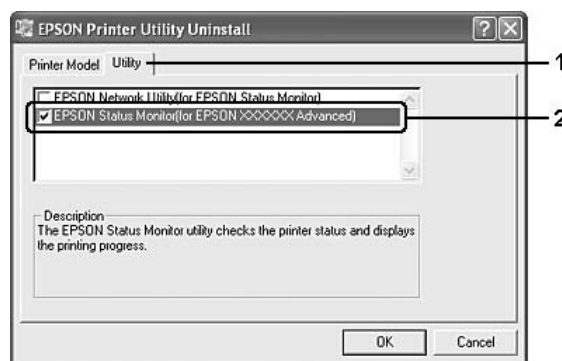 EPSON Printer Utility Uninstall
Printer Model Utility 1
EPSON Network Utility(for EPSON Status Monitor)
EPSON Status Monitor(for EPSON XXXXXX Advanced) 2
Description
The EPSON Status Monitor utility checks the printer status and displays
the printing progress.
OK Cancel